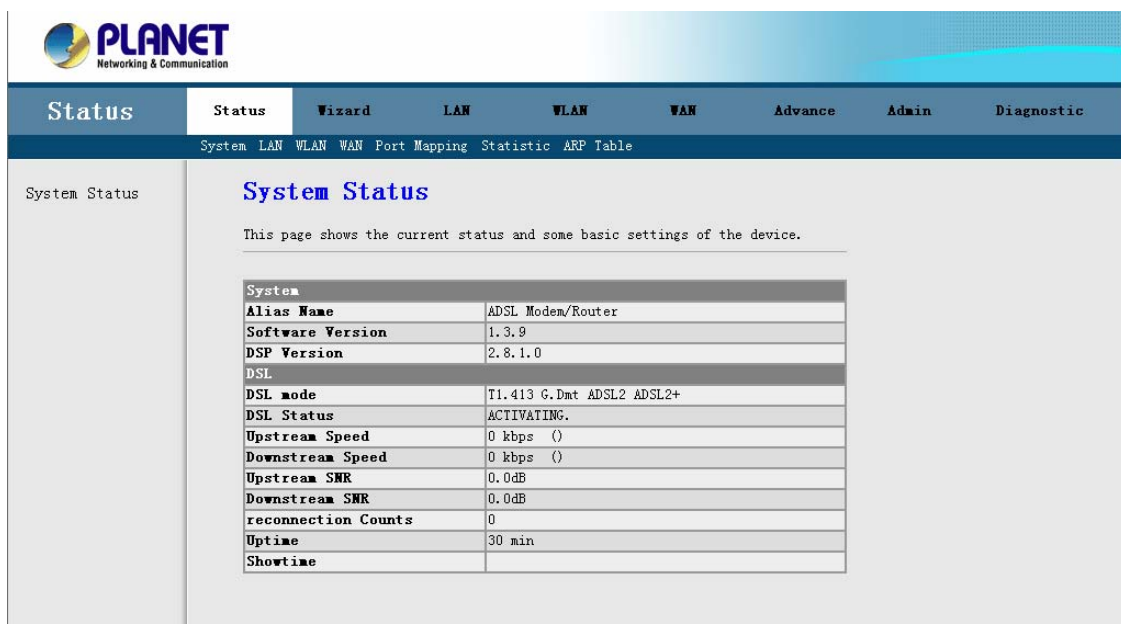 PLANET
Networking & Communication
Status
Status Wizard LAN WLAN WAN Advance Admin Diagnostic
System LAN WLAN WAN Port Mapping Statistic ARP Table
System Status
System Status
This page shows the current status and some basic settings of the device.
System
Alias Name ADSL Modem/Router
Software Version 1.3.9
DSP Version 2.8.1.0
DSL
DSL mode T1.413 G.Dmt ADSL2 ADSL2+
DSL Status ACTIVATING.
Upstream Speed 0 kbps ()
Downstream Speed 0 kbps ()
Upstream SNR 0.0dB
Downstream SNR 0.0dB
reconnection Counts 0
Uptime 30 min
Showtime